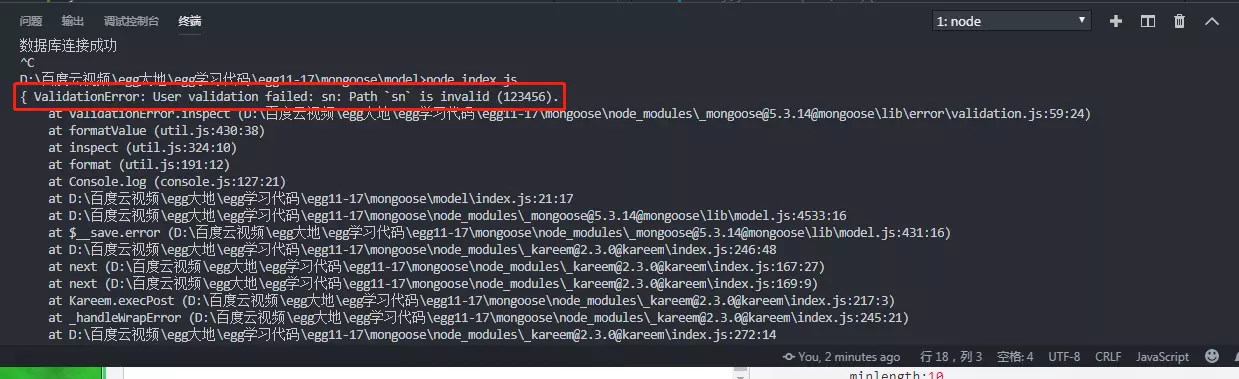 问题 输出 调试控制台 终端 1: node
数据库连接成功
^C
D:\百度云视频\egg大地\egg学习代码\egg11-17\mongoose\model>node index.js
{ ValidationError: User validation failed: sn: Path `sn` is invalid (123456).
at ValidationError.inspect (D:\百度云视频\egg大地\egg学习代码\egg11-17\mongoose\node_modules\_mongoose@5.3.14@mongoose\lib\error\validation.js:59:24)
at formatValue (util.js:430:38)
at inspect (util.js:324:10)
at format (util.js:191:12)
at Console.log (console.js:127:21)
at D:\百度云视频\egg大地\egg学习代码\egg11-17\mongoose\model\index.js:21:17
at D:\百度云视频\egg大地\egg学习代码\egg11-17\mongoose\node_modules\_mongoose@5.3.14@mongoose\lib\model.js:4533:16
at $__save.error (D:\百度云视频\egg大地\egg学习代码\egg11-17\mongoose\node_modules\_mongoose@5.3.14@mongoose\lib\model.js:431:16)
at D:\百度云视频\egg大地\egg学习代码\egg11-17\mongoose\node_modules\_kareem@2.3.0@kareem\index.js:246:48
at next (D:\百度云视频\egg大地\egg学习代码\egg11-17\mongoose\node_modules\_kareem@2.3.0@kareem\index.js:167:27)
at next (D:\百度云视频\egg大地\egg学习代码\egg11-17\mongoose\node_modules\_kareem@2.3.0@kareem\index.js:169:9)
at Kareem.execPost (D:\百度云视频\egg大地\egg学习代码\egg11-17\mongoose\node_modules\_kareem@2.3.0@kareem\index.js:217:3)
at _handleWrapError (D:\百度云视频\egg大地\egg学习代码\egg11-17\mongoose\node_modules\_kareem@2.3.0@kareem\index.js:245:21)
at D:\百度云视频\egg大地\egg学习代码\egg11-17\mongoose\node_modules\_kareem@2.3.0@kareem\index.js:272:14
You, 2 minutes ago 行 18，列 3 空格: 4 UTF-8 CRLF JavaScript
minlength:10